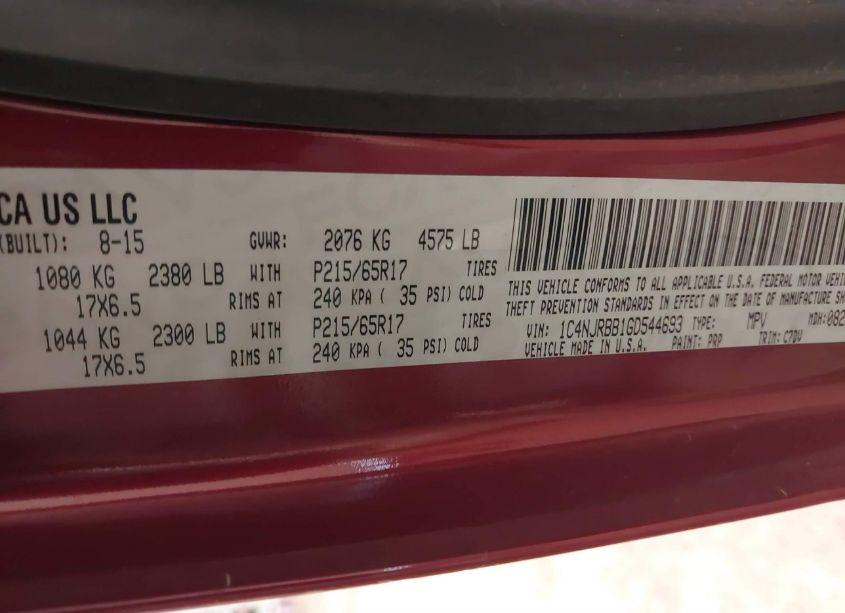 CA US LLC
(BUILT): 8-15 GVWR: 2076 KG 4575 LB
1080 KG 2380 LB WITH P215/65R17 TIRES
17X6.5 RIMS AT 240 KPA ( 35 PSI) COLD
1044 KG 2300 LB WITH P215/65R17 TIRES
17X6.5 RIMS AT 240 KPA ( 35 PSI) COLD
THIS VEHICLE CONFORMS TO ALL APPLICABLE U.S.A. FEDERAL MOTOR VEHICLE
THEFT PREVENTION STANDARDS IN EFFECT ON THE DATE OF MANUFACTURE SH
VIN: 1C4NJRBB1GD544693 TYPE: MPV MDH:082
VEHICLE MADE IN U.S.A. PAINT: PRP TRIM: C7DV